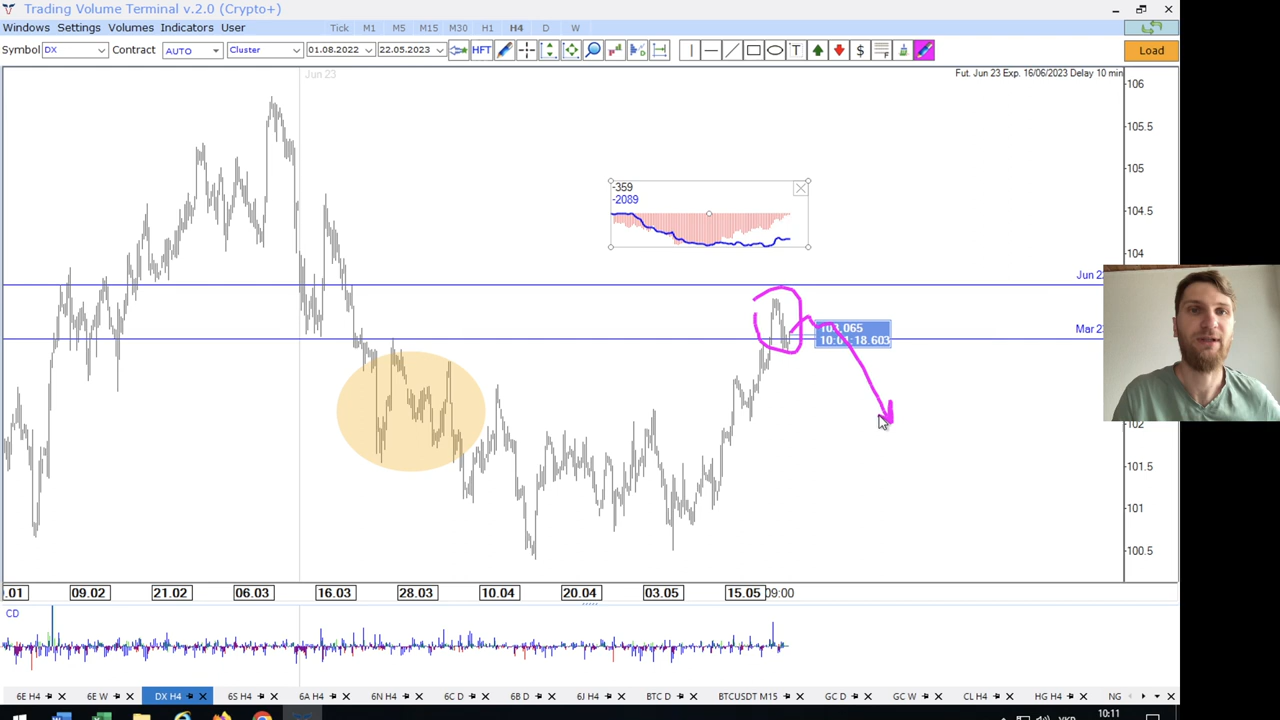 Trading Volume Terminal v.2.0 (Crypto+)
Windows Settings Volumes Indicators User Tick M1 M5 M15 M30 H1 H4 D W
Symbol DX Contract AUTO Cluster 01.08.2022 22.05.2023 HFT T F $ Load
Jun 23
Fut. Jun 23 Exp. 16/06/2023 Delay 10 min
106
105.5
105
104.5
104
-359
-2089
Jun 2
Mar 23
10:01:18.603
101.5
101
100.5
.01 09.02 21.02 06.03 16.03 28.03 10.04 20.04 03.05 15.05 09:00
CD
6E H4 6E W DX H4 6S H4 6A H4 6N H4 6C D 6B D 6J H4 BTC D BTCUSDT M15 GC D GC W CL H4 HG H4 NG
УКР 10:11